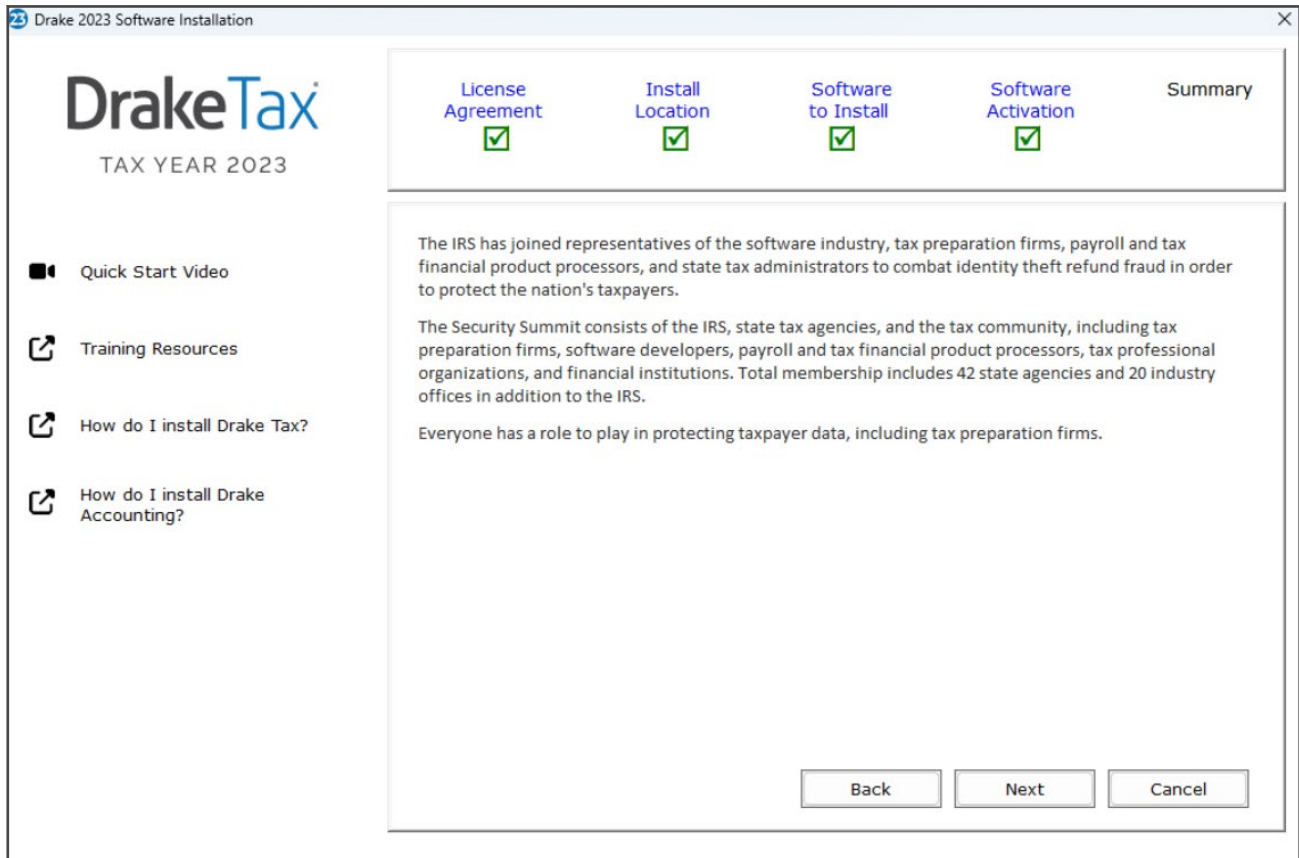 23 Drake 2023 Software Installation
DrakeTax
TAX YEAR 2023
Quick Start Video
Training Resources
How do I install Drake Tax?
How do I install Drake
Accounting?
License
Agreement
Install
Location
Software
to Install
Software
Activation
Summary
The IRS has joined representatives of the software industry, tax preparation firms, payroll and tax
financial product processors, and state tax administrators to combat identity theft refund fraud in order
to protect the nation's taxpayers.
The Security Summit consists of the IRS, state tax agencies, and the tax community, including tax
preparation firms, software developers, payroll and tax financial product processors, tax professional
organizations, and financial institutions. Total membership includes 42 state agencies and 20 industry
offices in addition to the IRS.
Everyone has a role to play in protecting taxpayer data, including tax preparation firms.
Back
Next
Cancel